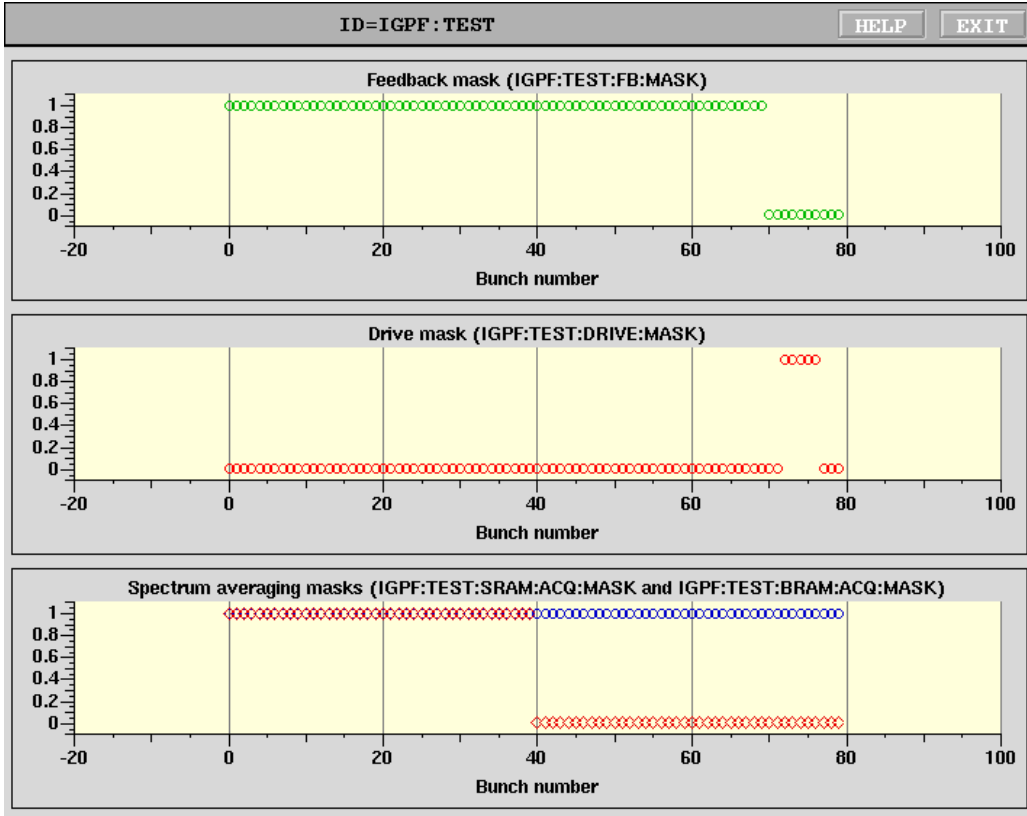 ID=IGPF:TEST HELP EXIT
Feedback mask (IGPF:TEST:FB:MASK)
1
0.8
0.6
0.4
0.2
0
-20 0 20 40 60 80 100
Bunch number
Drive mask (IGPF:TEST:DRIVE:MASK)
1
0.8
0.6
0.4
0.2
0
-20 0 20 40 60 80 100
Bunch number
Spectrum averaging masks (IGPF:TEST:SRAM:ACQ:MASK and IGPF:TEST:BRAM:ACQ:MASK)
1
0.8
0.6
0.4
0.2
0
-20 0 20 40 60 80 100
Bunch number